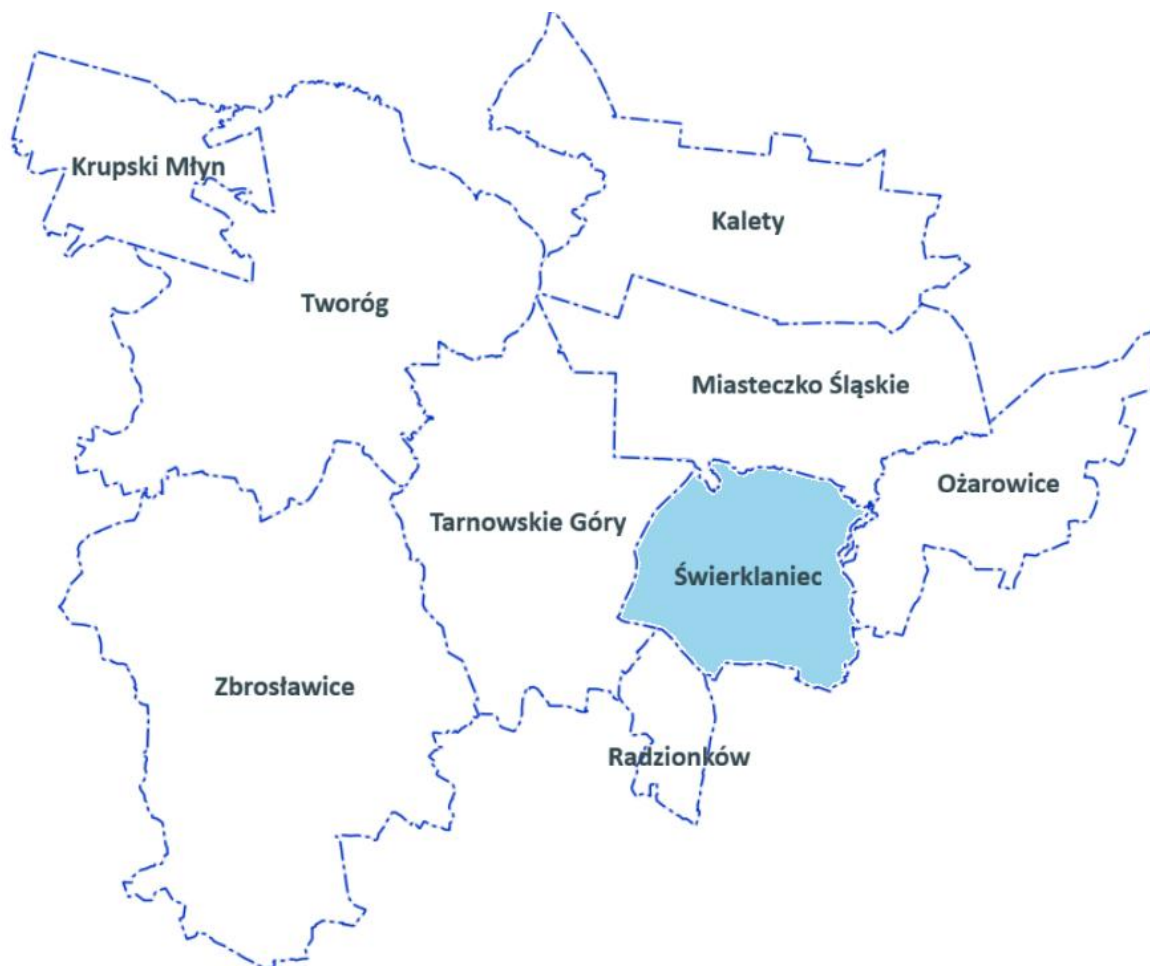 Krupski Młyn
Kalety
Tworóg
Miasteczko Śląskie
Ożarowice
Tarnowskie Góry
Świerklaniec
Zbrosławice
Radzionków